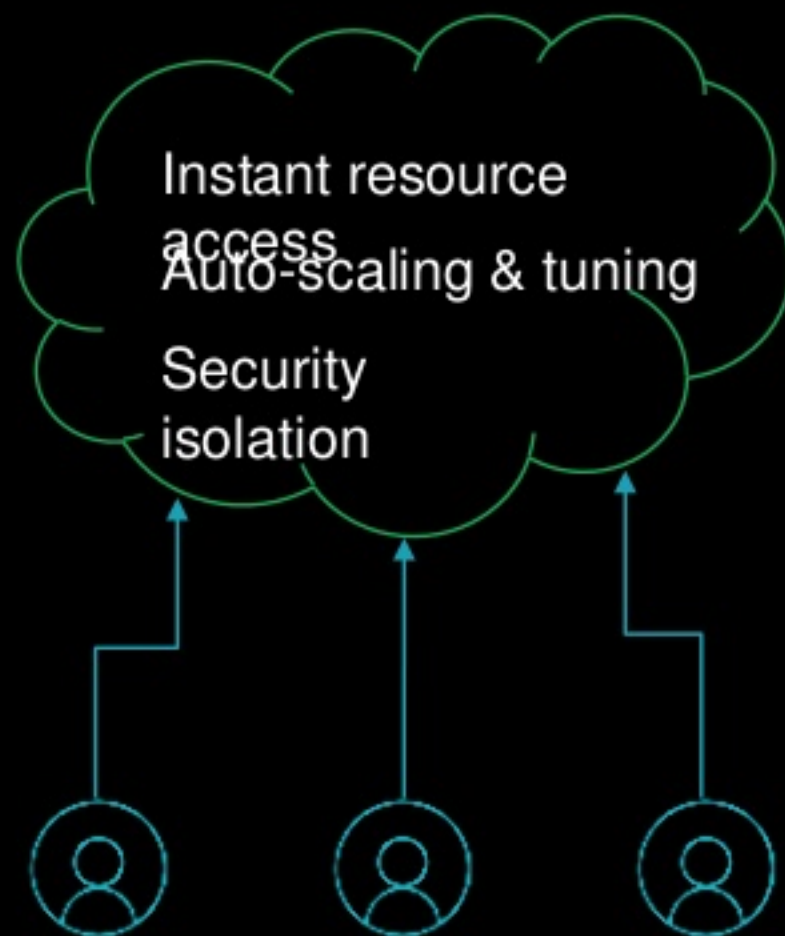 Instant resource
access
Auto-scaling & tuning
Security
isolation